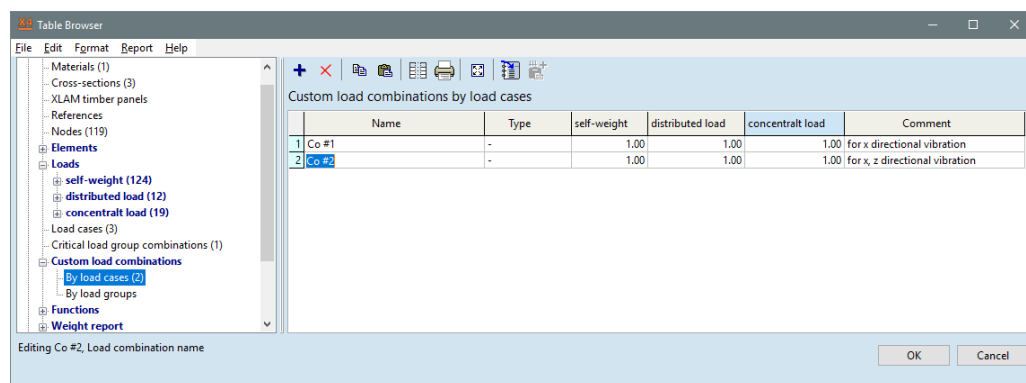 Table Browser
File Edit Format Report Help
Materials (1)
Cross-sections (3)
XLAM timber panels
References
Nodes (119)
Elements
Loads
self-weight (124)
distributed load (12)
concentralt load (19)
Load cases (3)
Critical load group combinations (1)
Custom load combinations
By load cases (2)
By load groups
Functions
Weight report
Custom load combinations by load cases
Name Type self-weight distributed load concentralt load Comment
1 Co #1 - 1.00 1.00 1.00 for x directional vibration
2 Co #2 - 1.00 1.00 1.00 for x, z directional vibration
Editing Co #2, Load combination name
OK Cancel